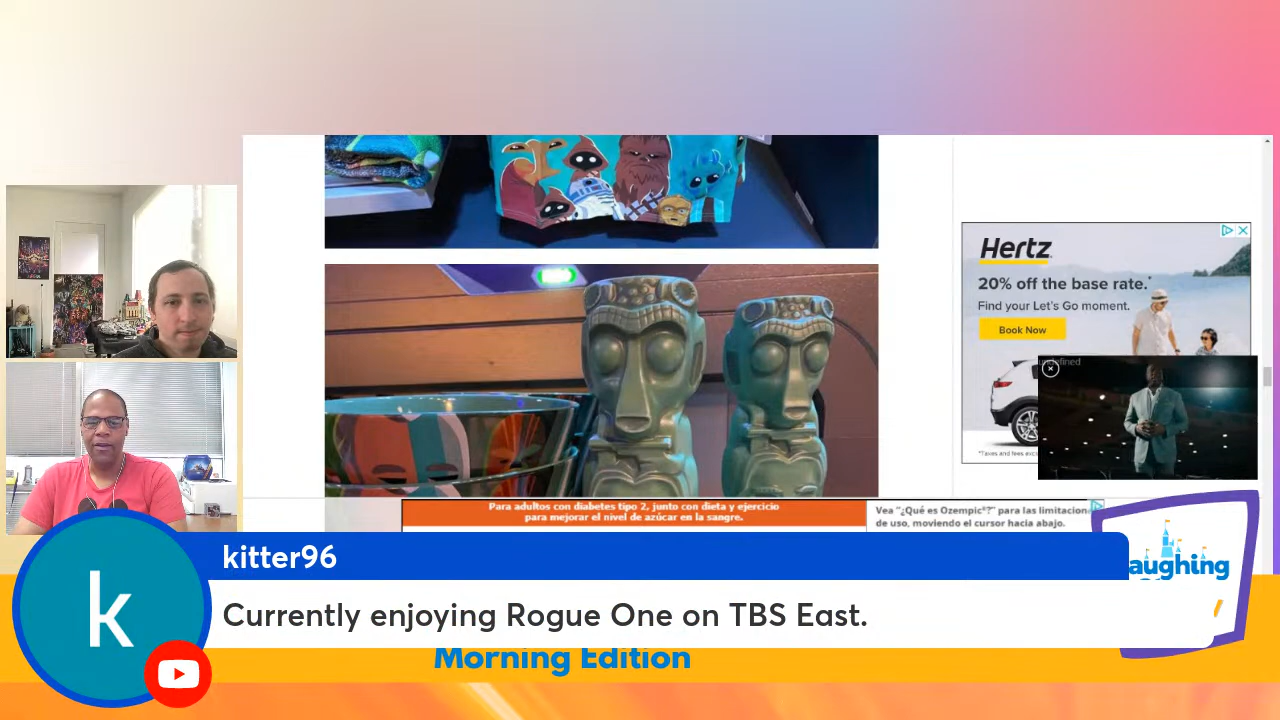 Hertz
20% off the base rate.
Find your Let's Go moment.
Book Now
undefined
Para adultos con diabetes tipo 2, junto con dieta y ejercicio
para mejorar el nivel de azúcar en la sangre.
Vea "¿Qué es Ozempic®?" para las limitacion
de uso, moviendo el cursor hacia abajo.
kitter96
aughing
k
Currently enjoying Rogue One on TBS East.
Morning Edition